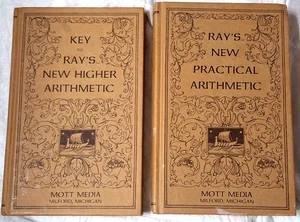 KEY
TO
RAY'S
NEW HIGHER
ARITHMETIC
MOTT MEDIA
MILFORD, MICHIGAN
RAY'S
NEW
PRACTICAL
ARITHMETIC
MOTT MEDIA
MILFORD, MICHIGAN